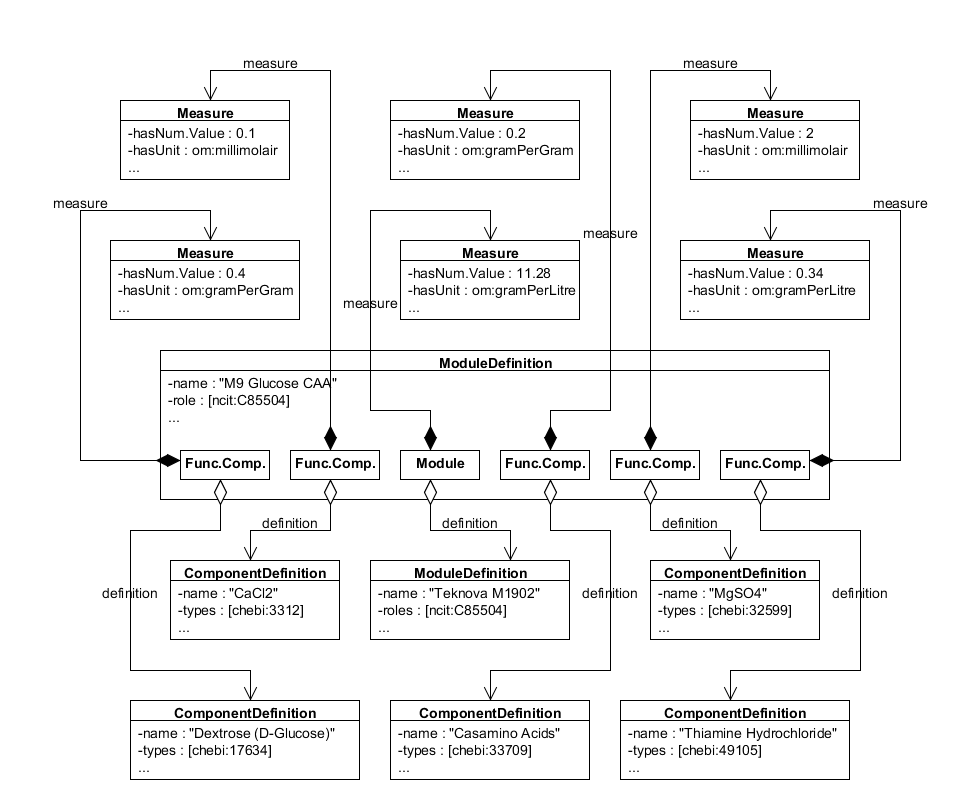 measure
measure
Measure
-hasNum.Value : 0.1
-hasUnit : om:millimolair
...
Measure
-hasNum.Value : 0.2
-hasUnit : om:gramPerGram
...
Measure
-hasNum.Value : 2
-hasUnit : om:millimolair
...
measure
measure
measure
Measure
-hasNum.Value : 0.4
-hasUnit : om:gramPerGram
...
Measure
-hasNum.Value : 11.28
-hasUnit : om:gramPerLitre
...
Measure
-hasNum.Value : 0.34
-hasUnit : om:gramPerLitre
...
measure
ModuleDefinition
-name : "M9 Glucose CAA"
-role : [ncit:C85504]
...
Func.Comp.
Func.Comp.
Module
Func.Comp.
Func.Comp.
Func.Comp.
definition
definition
definition
ComponentDefinition
-name : "CaCl2"
-types : [chebi:3312]
...
ModuleDefinition
-name : "Teknova M1902"
-roles : [ncit:C85504]
...
ComponentDefinition
-name : "MgSO4"
-types : [chebi:32599]
...
definition
definition
definition
ComponentDefinition
-name : "Dextrose (D-Glucose)"
-types : [chebi:17634]
...
ComponentDefinition
-name : "Casamino Acids"
-types : [chebi:33709]
...
ComponentDefinition
-name : "Thiamine Hydrochloride"
-types : [chebi:49105]
...